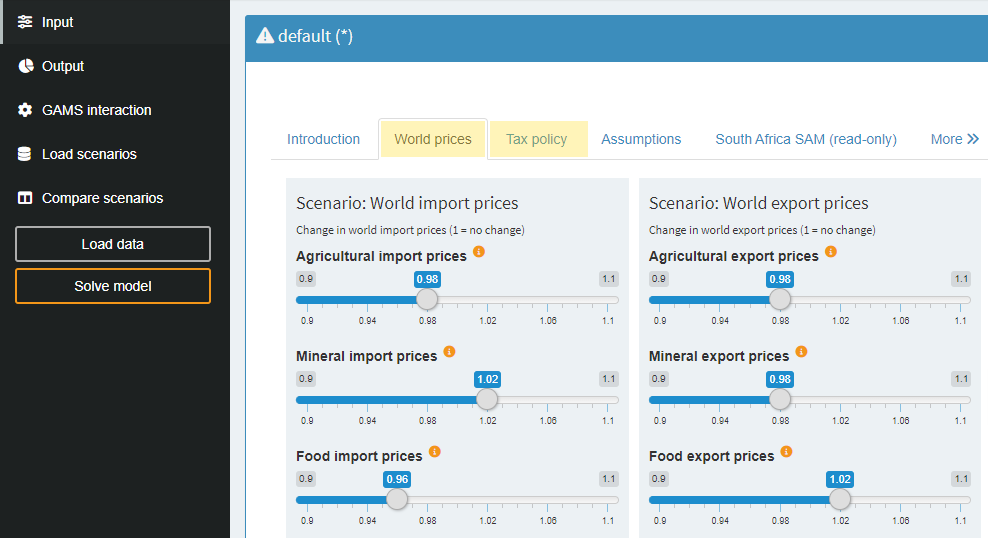 Input
Output
GAMS interaction
Load scenarios
Compare scenarios
Load data
Solve model
default (*)
Introduction World prices Tax policy Assumptions South Africa SAM (read-only) More
Scenario: World import prices
Change in world import prices (1 = no change)
Agricultural import prices
0.9 0.98 1.1
0.9 0.94 0.98 1.02 1.06 1.1
Mineral import prices
0.9 1.02 1.1
0.9 0.94 0.98 1.02 1.06 1.1
Food import prices
0.9 0.96 1.1
0.9 0.94 0.98 1.02 1.06 1.1
Scenario: World export prices
Change in world export prices (1 = no change)
Agricultural export prices
0.9 0.98 1.1
0.9 0.94 0.98 1.02 1.06 1.1
Mineral export prices
0.9 0.98 1.1
0.9 0.94 0.98 1.02 1.06 1.1
Food export prices
0.9 1.02 1.1
0.9 0.94 0.98 1.02 1.06 1.1